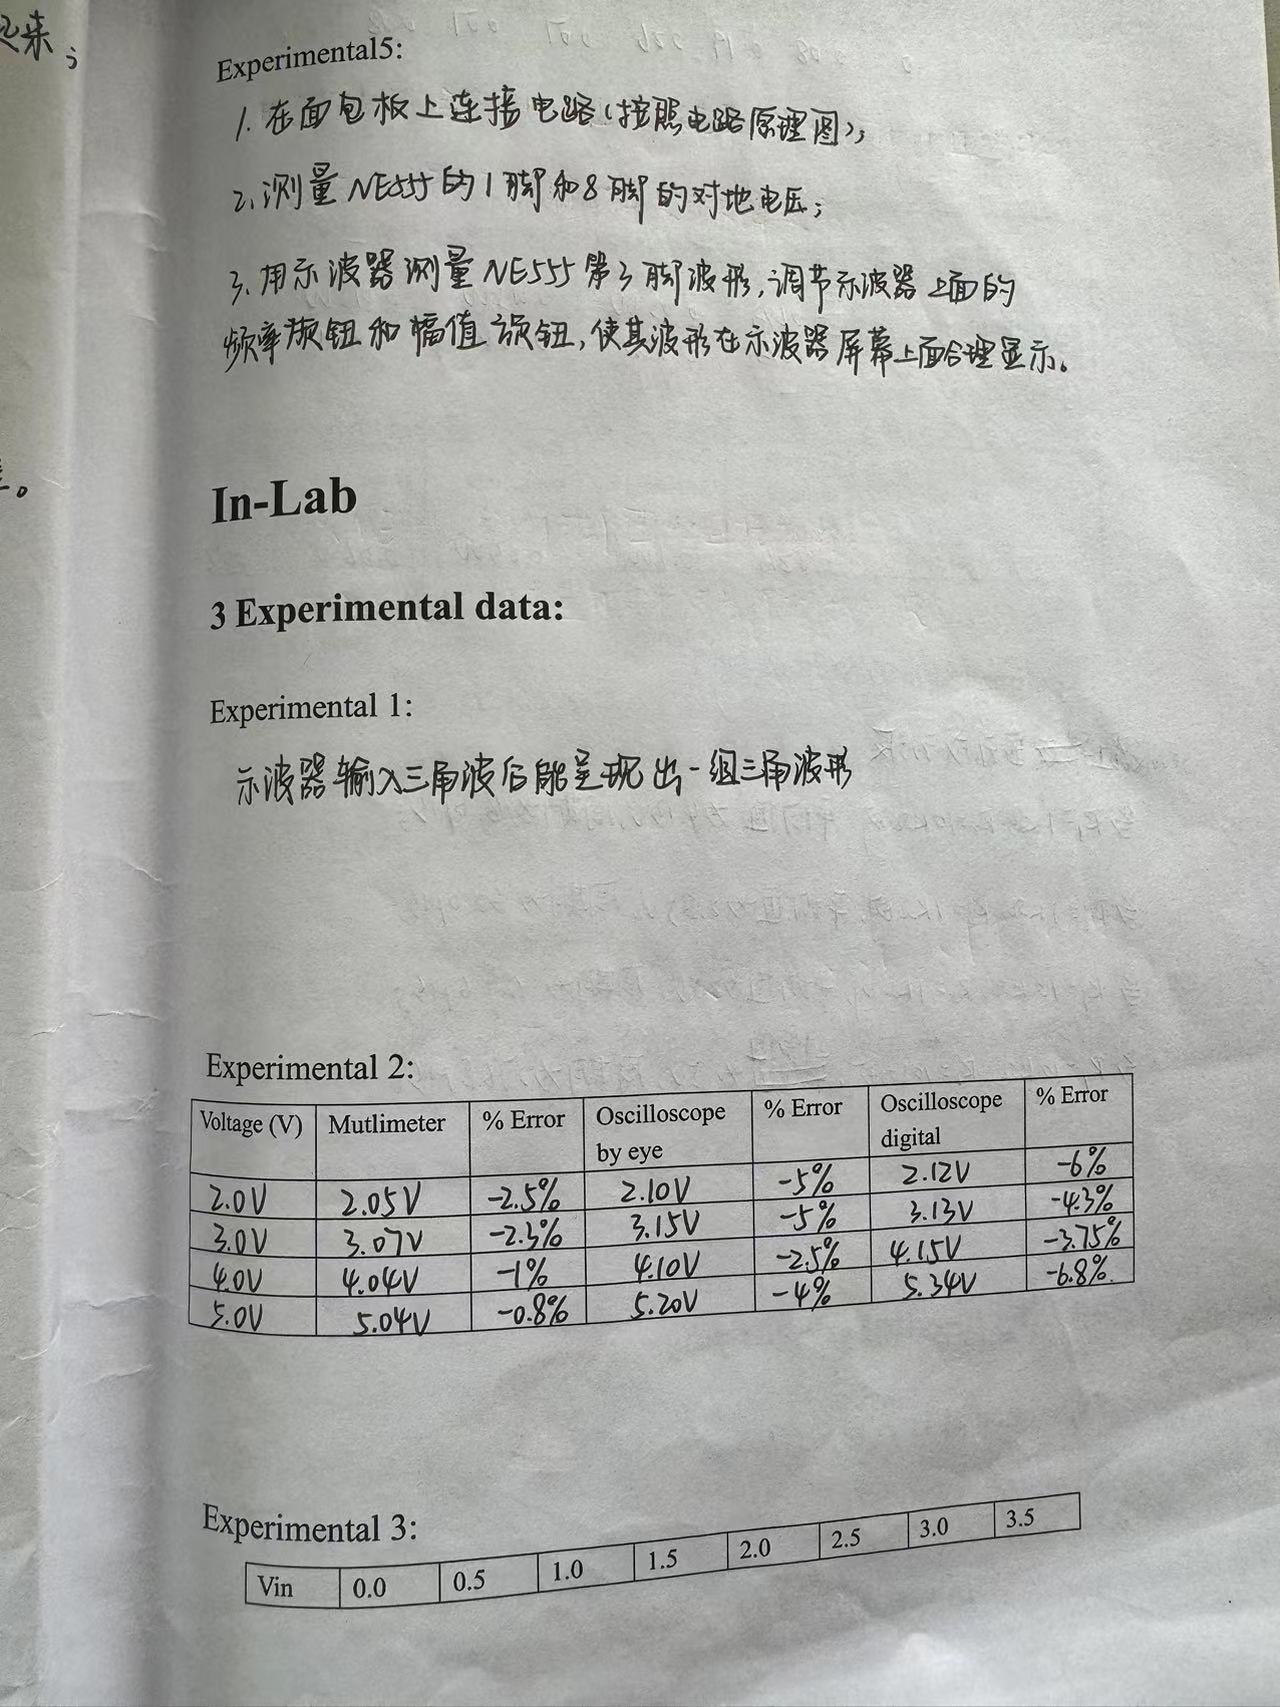 起来;
Experimental5:
1. 在面包板上连接电路(按照电路原理图);
2、测量NE555的1脚和8脚的对地电压;
3、用示波器测量NE555第3脚波形,调节示波器上面的
频率旋钮和幅值旋钮,使其波形在示波器屏幕上面合理显示。
In-Lab
3 Experimental data:
Experimental 1:
示波器输入三角波后能呈现出一组三角波形
Experimental 2:
Voltage (V) Mutlimeter % Error Oscilloscope by eye % Error Oscilloscope digital % Error
2.0V 2.05V -2.5% 2.10V -5% 2.12V -6%
3.0V 3.07V -2.3% 3.15V -5% 3.13V -4.3%
4.0V 4.04V -1% 4.10V -2.5% 4.15V -3.75%
5.0V 5.04V -0.8% 5.20V -4% 5.34V -6.8%
Experimental 3:
Vin 0.0 0.5 1.0 1.5 2.0 2.5 3.0 3.5